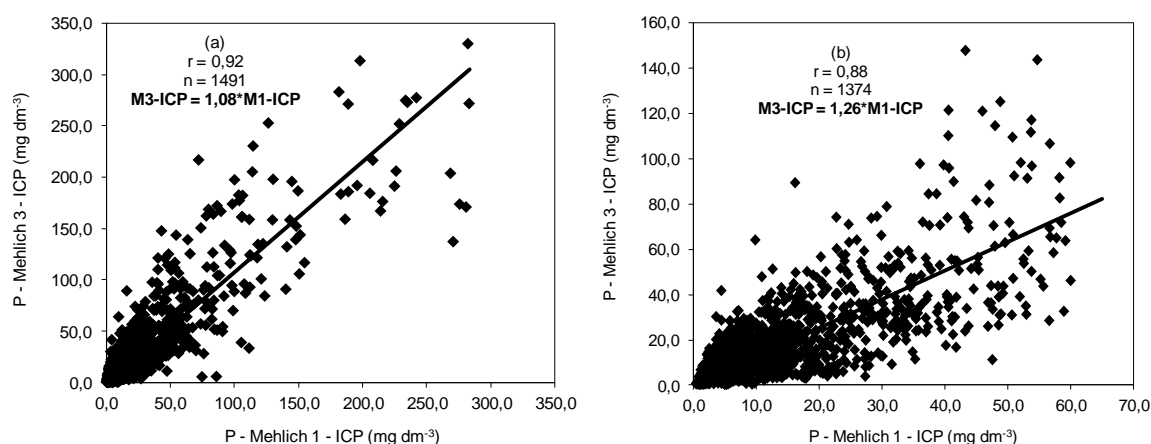 350,0
300,0
250,0
200,0
150,0
100,0
50,0
0,0
P - Mehlich 3 - ICP (mg dm-3)
(a)
r = 0,92
n = 1491
M3-ICP = 1,08*M1-ICP
0,0 50,0 100,0 150,0 200,0 250,0 300,0 350,0
P - Mehlich 1 - ICP (mg dm-3)
160,0
140,0
120,0
100,0
80,0
60,0
40,0
20,0
0,0
P - Mehlich 3 - ICP (mg dm-3)
(b)
r = 0,88
n = 1374
M3-ICP = 1,26*M1-ICP
0,0 10,0 20,0 30,0 40,0 50,0 60,0 70,0
P - Mehlich 1 - ICP (mg dm-3)